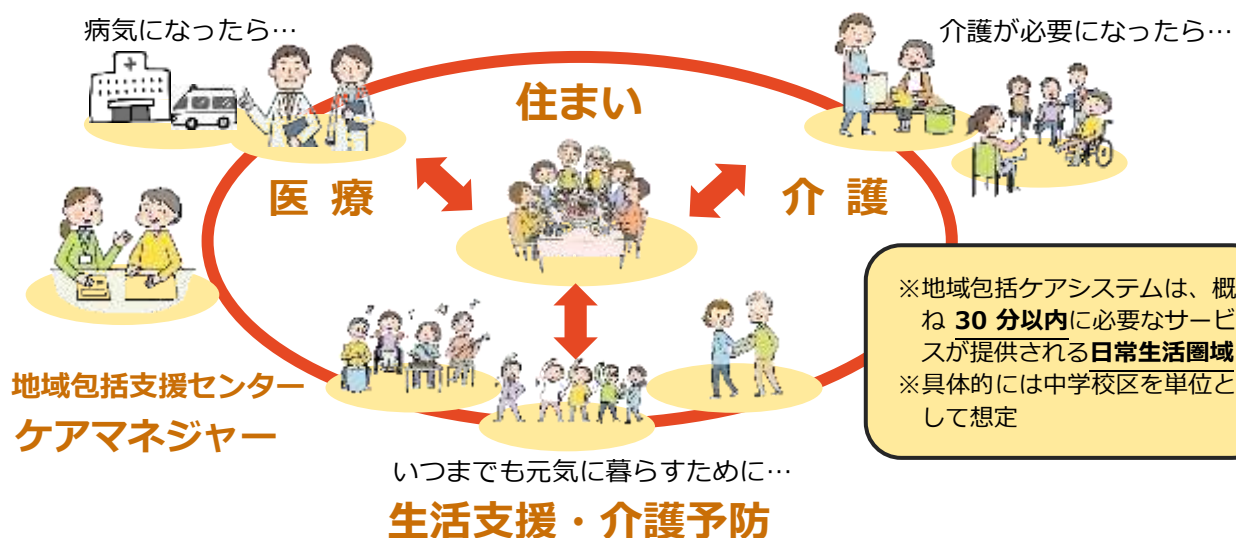 病気になったら…
介護が必要になったら…
住まい
医療
介護
※地域包括ケアシステムは、概
ね 30 分以内に必要なサービ
スが提供される日常生活圏域
※具体的には中学校区を単位と
して想定
地域包括支援センター
ケアマネジャー
いつまでも元気に暮らすために…
生活支援・介護予防